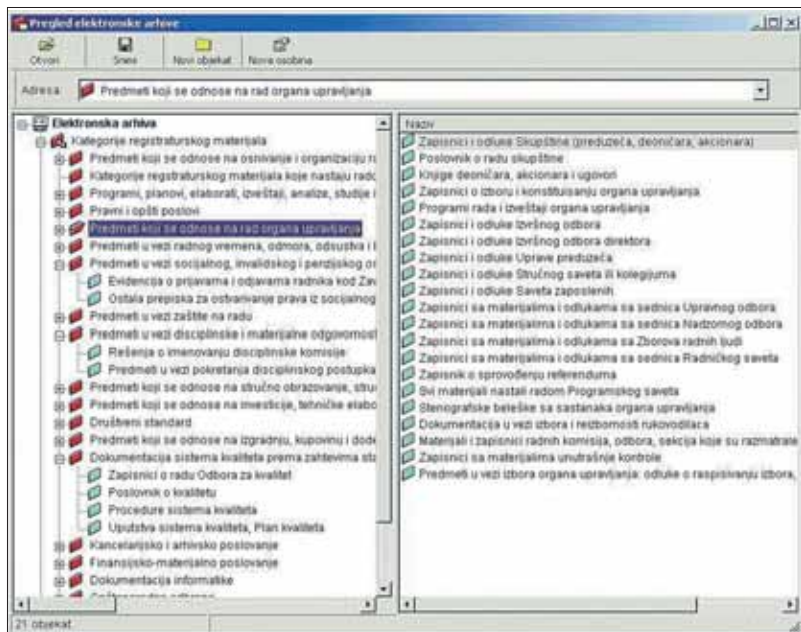 Pregled elektronske arhive
Otvori
Snimi
Novi objekat
Nova osobina
Adresa
Predmeti koji se odnose na rad organa upravljanja
Elektronska arhiva
Kategorije registraturskog materijala
Predmeti koji se odnose na osnivanje i organizaciju
Kategorije regstraturskog materijala koje nastaju
Programi, planovi, elaborati, izveštaji, analize, studije i
Pravni i opšti poslovi
Predmeti koji se odnose na rad organa upravljanja
Predmeti u vezi radnog vremena, odmora, odsustva i
Predmeti u vezi socijalnog, invalidskog i penzijskog
Evidencija o prijavama i odjavama radnika kod
Ostala prepiska za ostvarivanje prava iz socijalnog
Predmeti u vezi zaštite na radu
Predmeti u vezi disciplinske i materijalne odgovornost
Rešenja o imenovanju disciplinske komisije
Predmeti u vezi pokretanja disciplinskog postupka
Predmeti koji se odnose na stručno obrazovanje,
Predmeti koji se odnose na investicije, tehničke elabo
Društveni standard
Predmeti koji se odnose na izgradnju, kupovinu i dode
Dokumentacija sistema kvaliteta prema zahtevima
Zapisnici o radu Odbora za kvalitet
Poslovnik o kvalitetu
Procedure sistema kvaliteta
Uputstva sistema kvaliteta, Plan kvaliteta
Kancelarijsko i arhivsko poslovanje
Finansijsko-materijalno poslovanje
Dokumentacija informatike
Naziv
Zapisnici i odluke Skupštine (preduzeća, deoničara, akcionara)
Poslovnik o radu skupštine
Knjige deoničara, akcionara i ugovori
Zapisnici o izboru i konstituisanju organa upravljanja
Programi rada i izveštaji organa upravljanja
Zapisnici i odluke Izvršnog odbora
Zapisnici i odluke Izvršnog odbora direktora
Zapisnici i odluke Uprave preduzeća
Zapisnici i odluke Stručnog saveta ili kolegijuma
Zapisnici i odluke Saveta zaposlenih
Zapisnici sa materijalima i odlukama sa sednica Upravnog odbora
Zapisnici sa materijalima i odlukama sa sednica Nadzornog odbora
Zapisnici sa materijalima i odlukama sa Zborova radnih ljudi
Zapisnici sa materijalima i odlukama sa sednica Radničkog saveta
Zapisnik o sprovođenju referenduma
Svi materijali nastali radom Programskog saveta
Stenografske beleške sa sastanaka organa upravljanja
Dokumentacija u vezi izbora i reizbornosti rukovodilaca
Materijali i zapisnici radnih komisija, odbora, sekcija koje su razmatrale
Zapisnici sa materijalima unutrašnje kontrole
Predmeti u vezi izbora organa upravljanja: odluke o raspisivanju izbora,
21 objekat